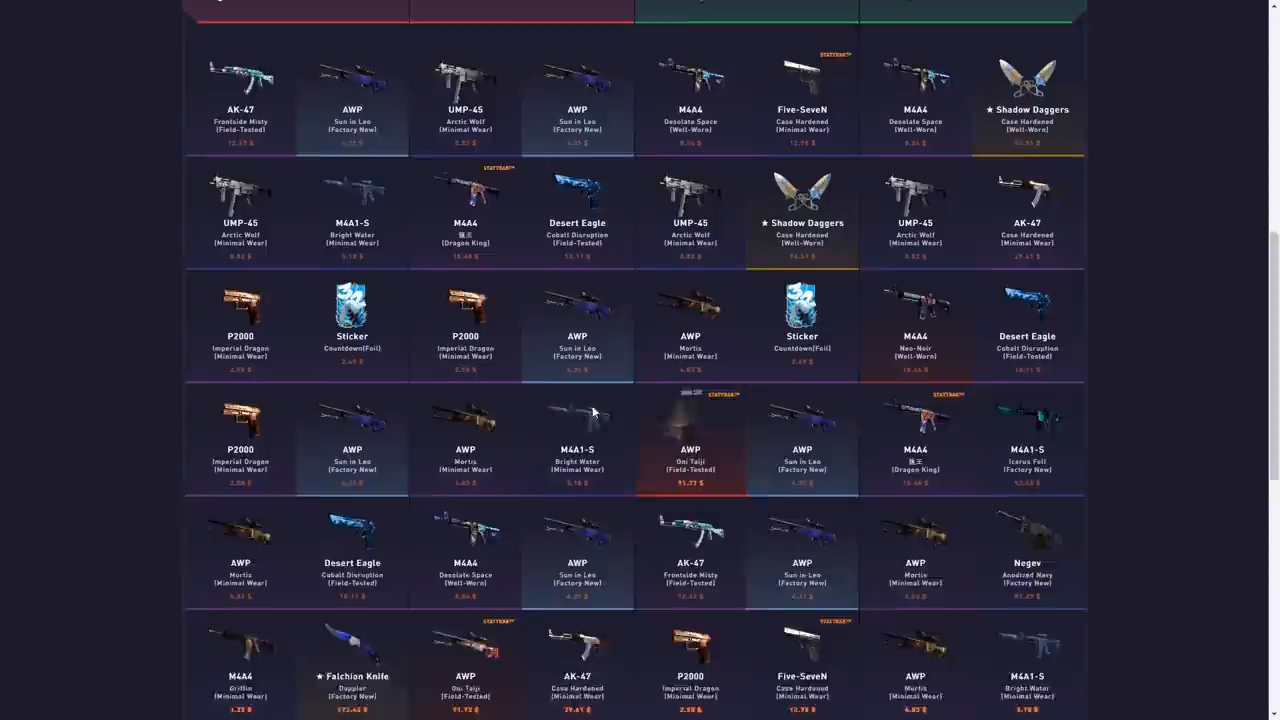 STATTRAK™
AK-47 AWP UMP-45 AWP M4A4 Five-SeveN M4A4 ★ Shadow Daggers
Frontside Misty Sun in Leo Arctic Wolf Sun in Leo Desolate Space Case Hardened Desolate Space Case Hardened
(Field-Tested) (Factory New) (Minimal Wear) (Factory New) (Well-Worn) (Minimal Wear) (Well-Worn) (Well-Worn)
STATTRAK™
UMP-45 M4A1-S M4A4 Desert Eagle UMP-45 ★ Shadow Daggers UMP-45 AK-47
Arctic Wolf Bright Water 龍王 Cobalt Disruption Arctic Wolf Case Hardened Arctic Wolf Case Hardened
(Minimal Wear) (Minimal Wear) (Dragon King) (Field-Tested) (Minimal Wear) (Well-Worn) (Minimal Wear) (Minimal Wear)
P2000 Sticker P2000 AWP AWP Sticker M4A4 Desert Eagle
Imperial Dragon Countdown(Foil) Imperial Dragon Sun in Leo Mortis Countdown(Foil) Neo-Noir Cobalt Disruption
(Minimal Wear) (Minimal Wear) (Factory New) (Minimal Wear) (Well-Worn) (Field-Tested)
2.69 $ 2.69 $
STATTRAK™ STATTRAK™
P2000 AWP AWP M4A1-S AWP AWP M4A4 M4A1-S
Imperial Dragon Sun in Leo Mortis Bright Water Oni Taiji Sun in Leo 龍王 Icarus Fell
(Minimal Wear) (Factory New) (Minimal Wear) (Minimal Wear) (Field-Tested) (Factory New) (Dragon King) (Factory New)
AWP Desert Eagle M4A4 AWP AK-47 AWP AWP Negev
Mortis Cobalt Disruption Desolate Space Sun in Leo Frontside Misty Sun in Leo Mortis Anodized Navy
(Minimal Wear) (Field-Tested) (Well-Worn) (Factory New) (Field-Tested) (Factory New) (Minimal Wear) (Factory New)
STATTRAK™ STATTRAK™
M4A4 ★ Falchion Knife AWP AK-47 P2000 Five-SeveN AWP M4A1-S
Griffin Doppler Oni Taiji Case Hardened Imperial Dragon Case Hardened Mortis Bright Water
(Minimal Wear) (Factory New) (Field-Tested) (Minimal Wear) (Minimal Wear) (Minimal Wear) (Minimal Wear) (Minimal Wear)